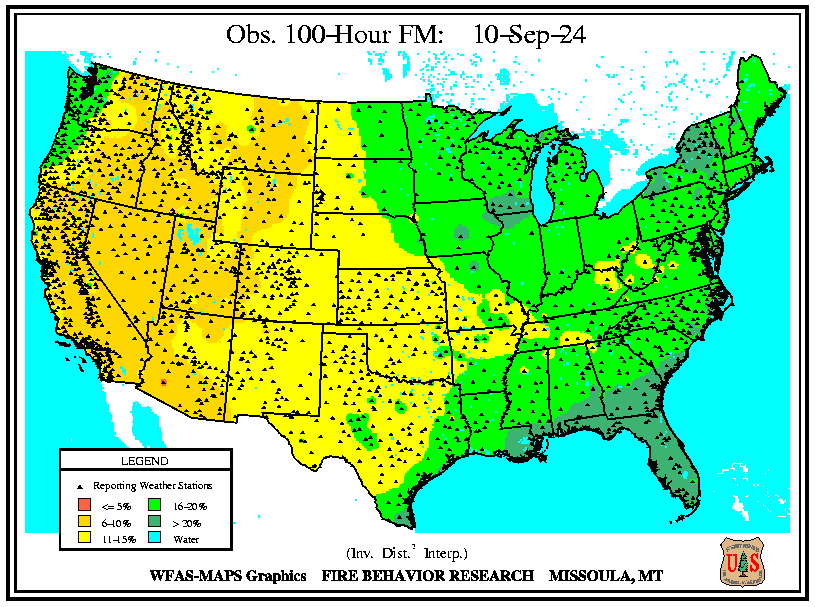 Obs. 100-Hour FM: 10-Sep-24
LEGEND
Reporting Weather Stations
<= 5% 16-20%
6-10% > 20%
11-15% Water
(Inv. Dist.² Interp.)
WFAS-MAPS Graphics FIRE BEHAVIOR RESEARCH MISSOULA, MT
U S